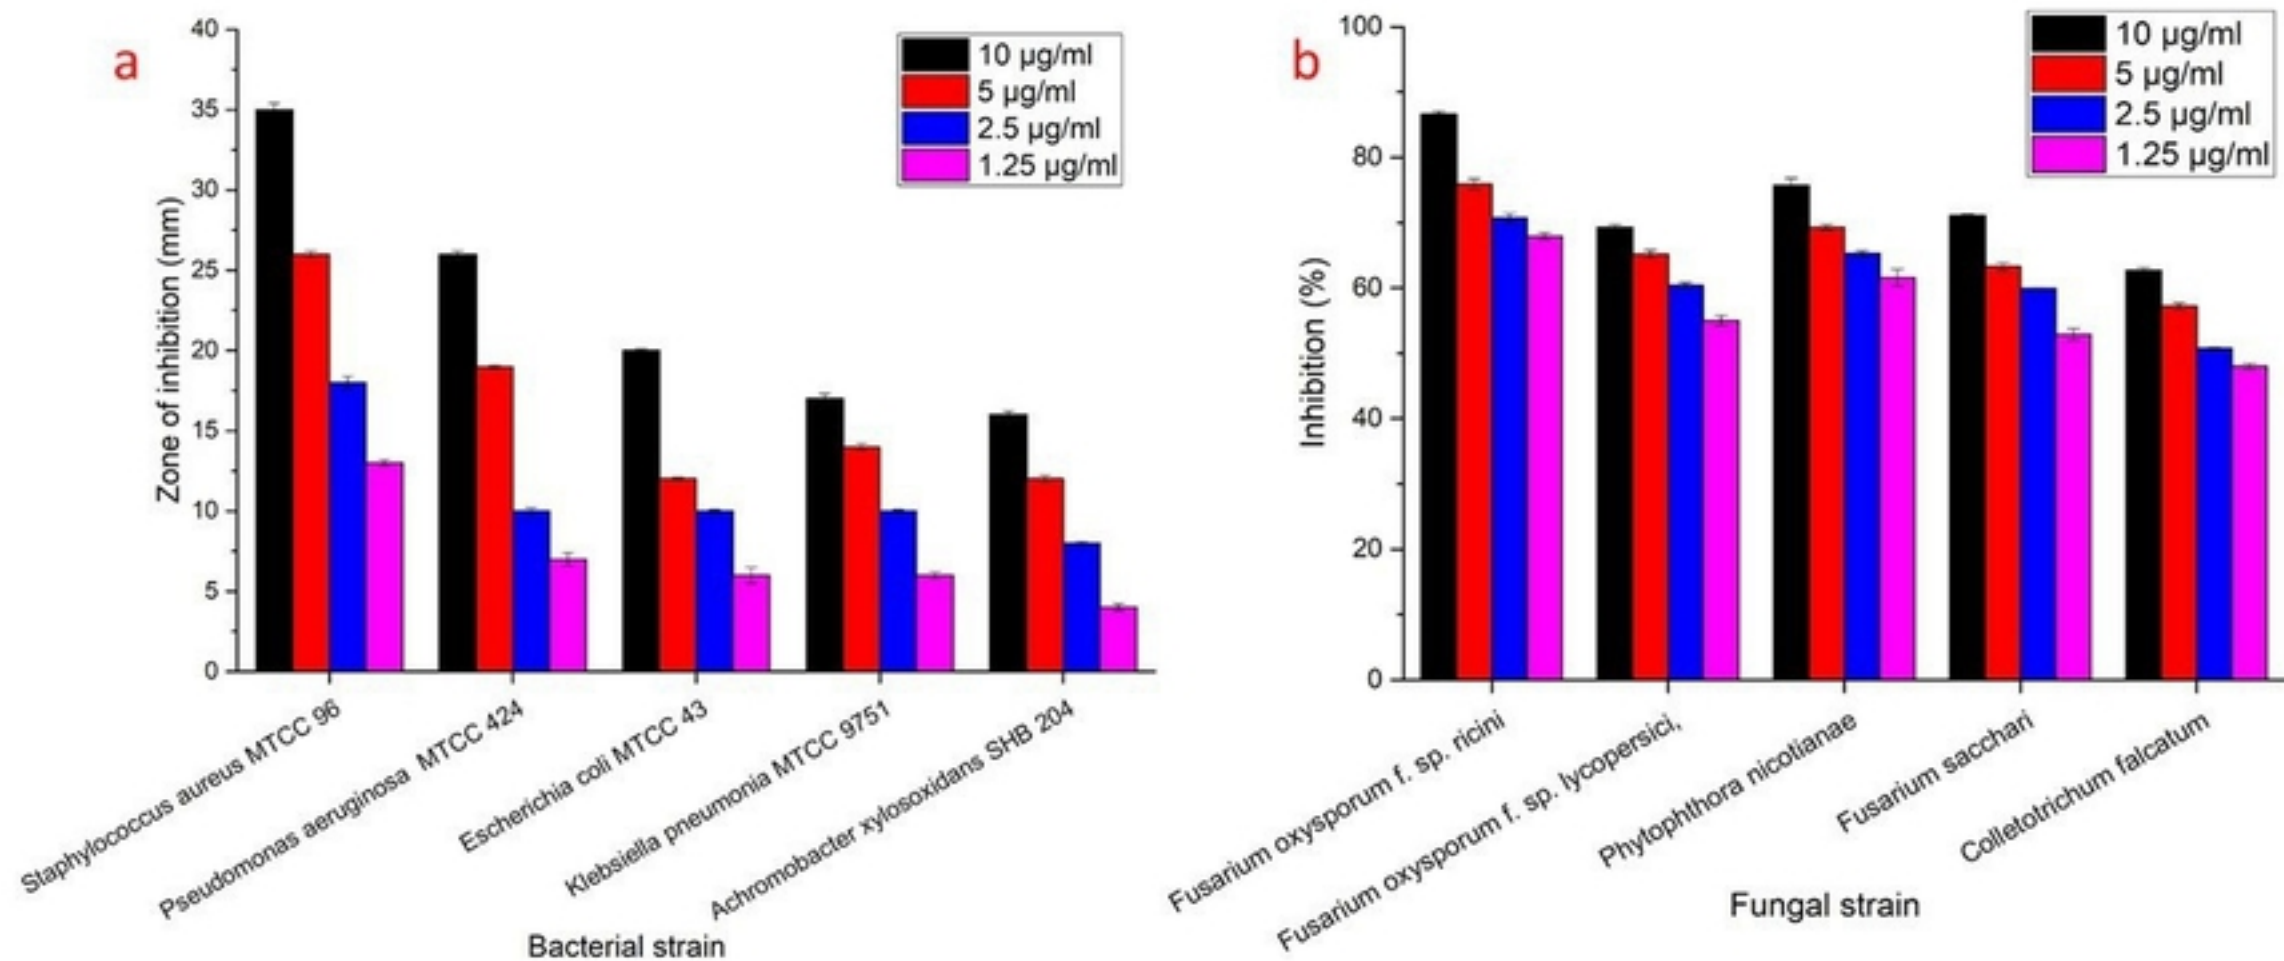 a
40
35
30
25
20
15
10
5
0
Zone of inhibition (mm)
10 µg/ml
5 µg/ml
2.5 µg/ml
1.25 µg/ml
Staphylococcus aureus MTCC 96
Pseudomonas aeruginosa MTCC 424
Escherichia coli MTCC 43
Klebsiella pneumonia MTCC 9751
Achromobacter xylosoxidans SHB 204
Bacterial strain
b
100
80
60
40
20
0
Inhibition (%)
10 µg/ml
5 µg/ml
2.5 µg/ml
1.25 µg/ml
Fusarium oxysporum f. sp. ricini
Fusarium oxysporum f. sp. lycopersici,
Phytophthora nicotianae
Fusarium sacchari
Colletotrichum falcatum
Fungal strain